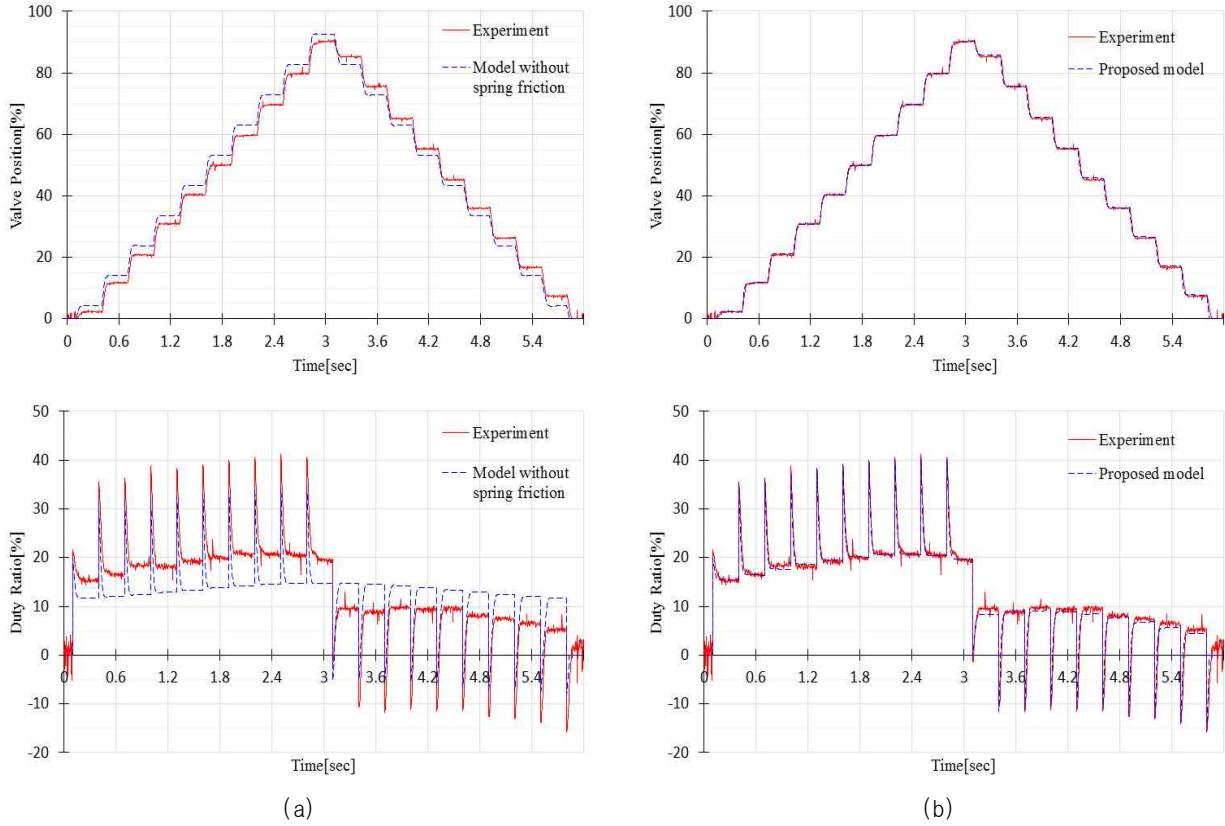 100
80
60
40
20
0
Valve Position[%]
Experiment
Model without
spring friction
0 0.6 1.2 1.8 2.4 3 3.6 4.2 4.8 5.4
Time[sec]
100
80
60
40
20
0
Valve Position[%]
Experiment
Proposed model
0 0.6 1.2 1.8 2.4 3 3.6 4.2 4.8 5.4
Time[sec]
50
40
30
20
10
0
-10
-20
Duty Ratio[%]
Experiment
Model without
spring friction
0 0.6 1.2 1.8 2.4 3 3.6 4.2 4.8 5.4
Time[sec]
(a)
50
40
30
20
10
0
-10
-20
Duty Ratio[%]
Experiment
Proposed model
0 0.6 1.2 1.8 2.4 3 3.6 4.2 4.8 5.4
Time[sec]
(b)